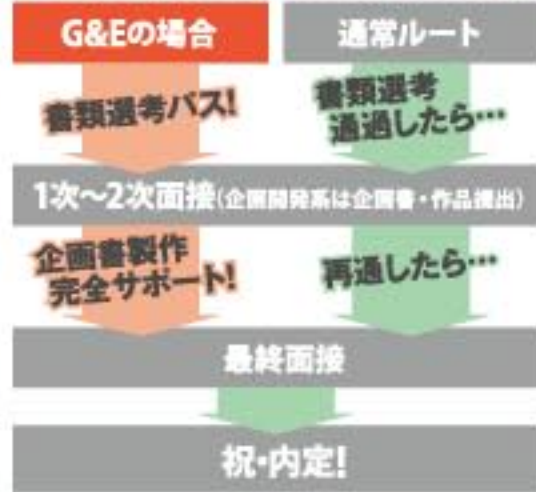 G&Eの場合
通常ルート
書類選考パス!
書類選考
通過したら…
1次〜2次面接(企画開発系は企画書・作品提出)
企画書製作
完全サポート!
再通したら…
最終面接
祝・内定!